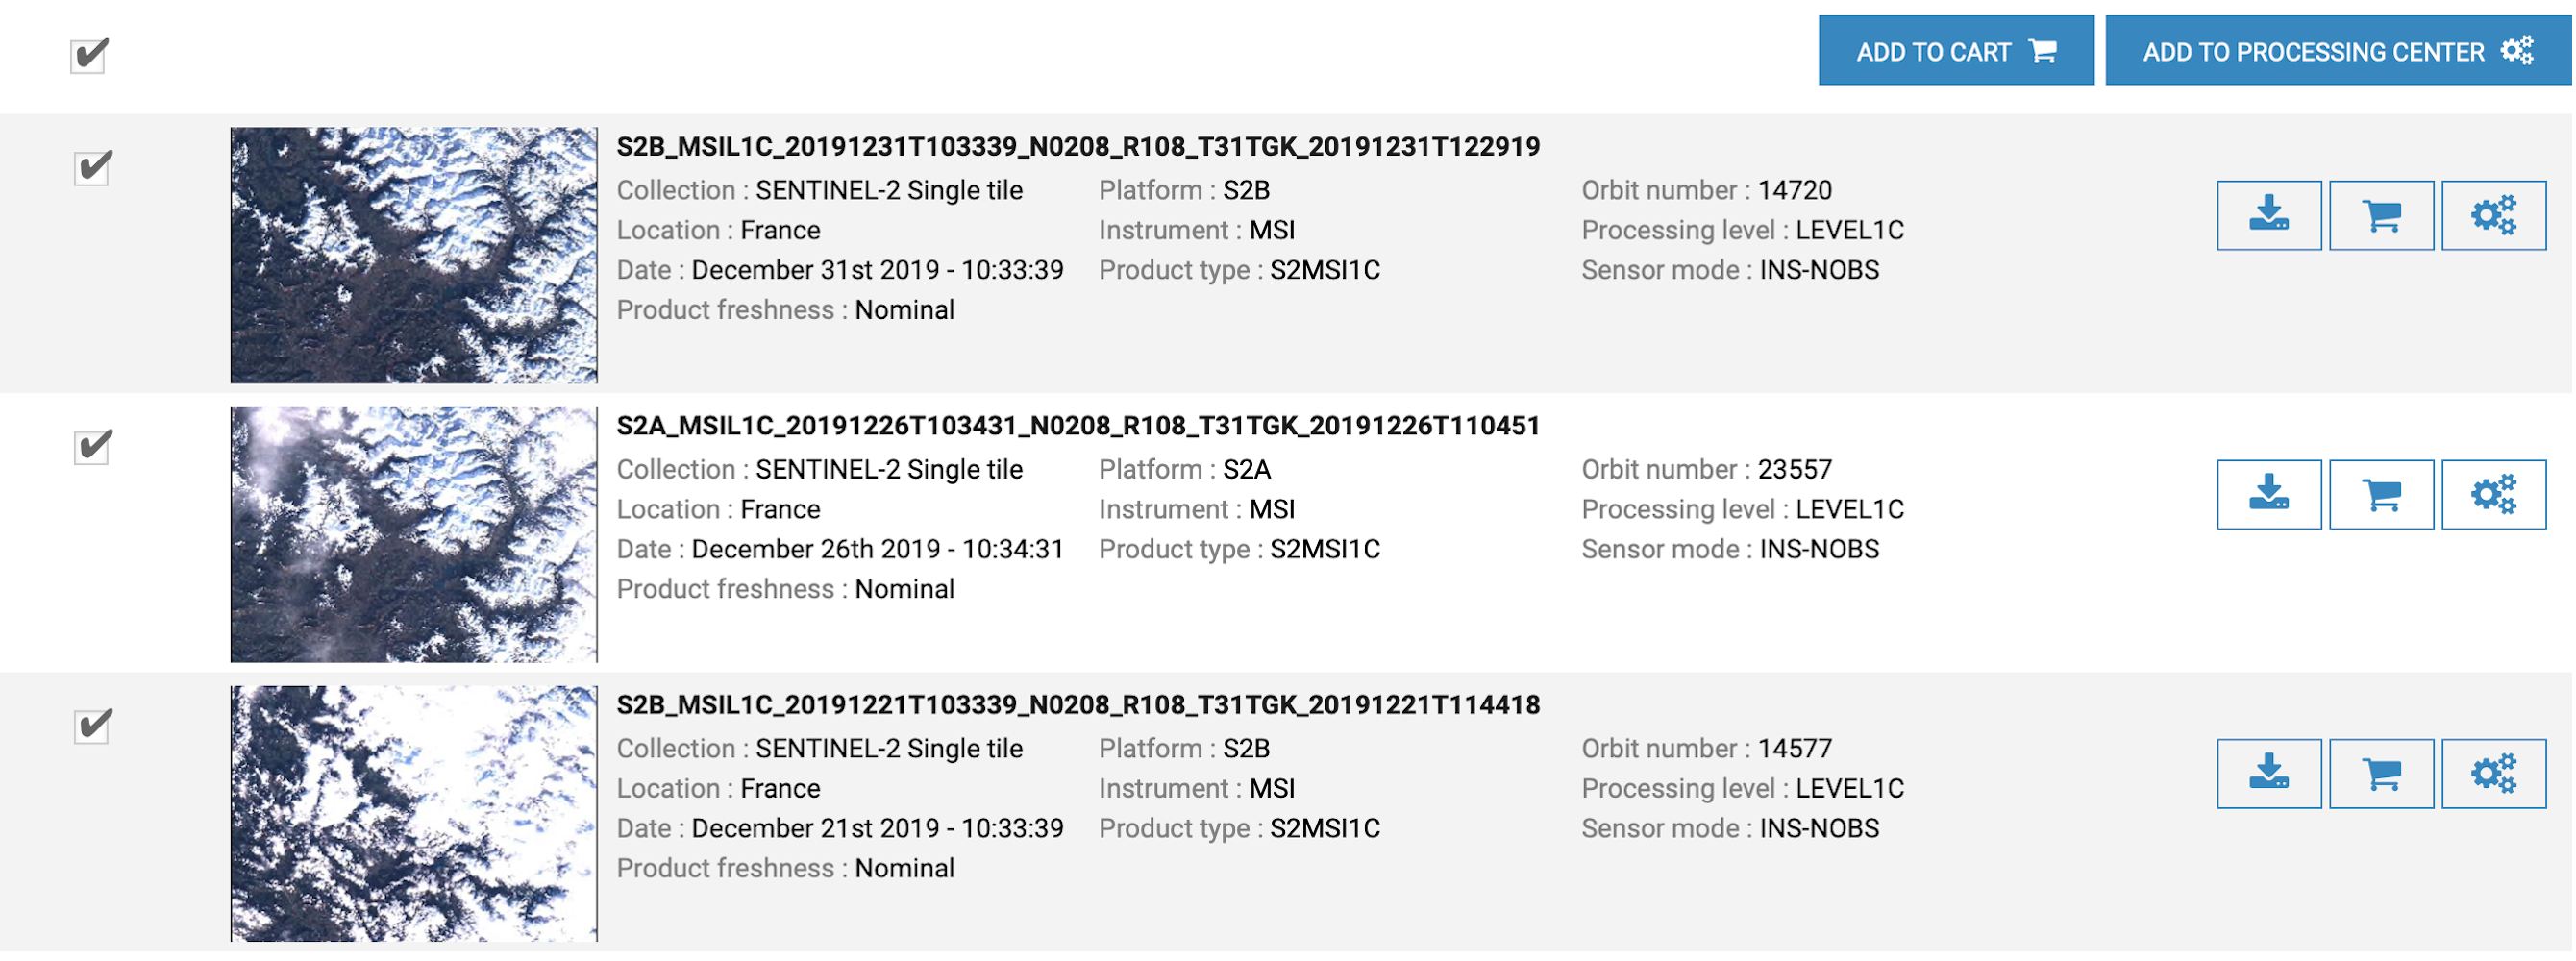 ADD TO CART ADD TO PROCESSING CENTER
S2B_MSIL1C_20191231T103339_N0208_R108_T31TGK_20191231T122919
Collection : SENTINEL-2 Single tile Platform : S2B Orbit number : 14720
Location : France Instrument : MSI Processing level : LEVEL1C
Date : December 31st 2019 - 10:33:39 Product type : S2MSI1C Sensor mode : INS-NOBS
Product freshness : Nominal
S2A_MSIL1C_20191226T103431_N0208_R108_T31TGK_20191226T110451
Collection : SENTINEL-2 Single tile Platform : S2A Orbit number : 23557
Location : France Instrument : MSI Processing level : LEVEL1C
Date : December 26th 2019 - 10:34:31 Product type : S2MSI1C Sensor mode : INS-NOBS
Product freshness : Nominal
S2B_MSIL1C_20191221T103339_N0208_R108_T31TGK_20191221T114418
Collection : SENTINEL-2 Single tile Platform : S2B Orbit number : 14577
Location : France Instrument : MSI Processing level : LEVEL1C
Date : December 21st 2019 - 10:33:39 Product type : S2MSI1C Sensor mode : INS-NOBS
Product freshness : Nominal